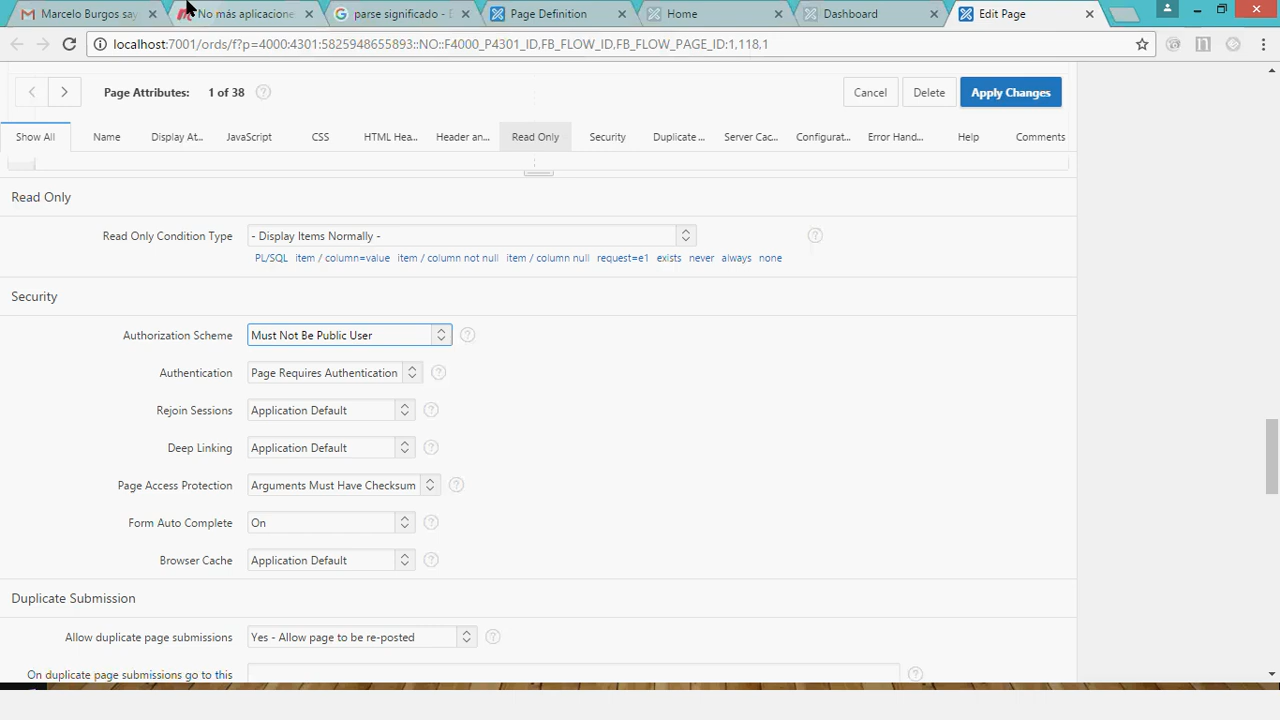 Marcelo Burgos say
No más aplicacione
parse significado - D
Page Definition
Home
Dashboard
Edit Page
localhost:7001/ords/f?p=4000:4301:5825948655893::NO::F4000_P4301_ID,FB_FLOW_ID,FB_FLOW_PAGE_ID:1,118,1
Page Attributes: 1 of 38
Cancel
Delete
Apply Changes
Show All
Name
Display At...
JavaScript
CSS
HTML Hea...
Header an...
Read Only
Security
Duplicate ...
Server Cac...
Configurat...
Error Hand...
Help
Comments
Read Only
Read Only Condition Type
- Display Items Normally -
PL/SQL item / column=value item / column not null item / column null request=e1 exists never always none
Security
Authorization Scheme Must Not Be Public User
Authentication Page Requires Authentication
Rejoin Sessions Application Default
Deep Linking Application Default
Page Access Protection Arguments Must Have Checksum
Form Auto Complete On
Browser Cache Application Default
Duplicate Submission
Allow duplicate page submissions Yes - Allow page to be re-posted
On duplicate page submissions go to this